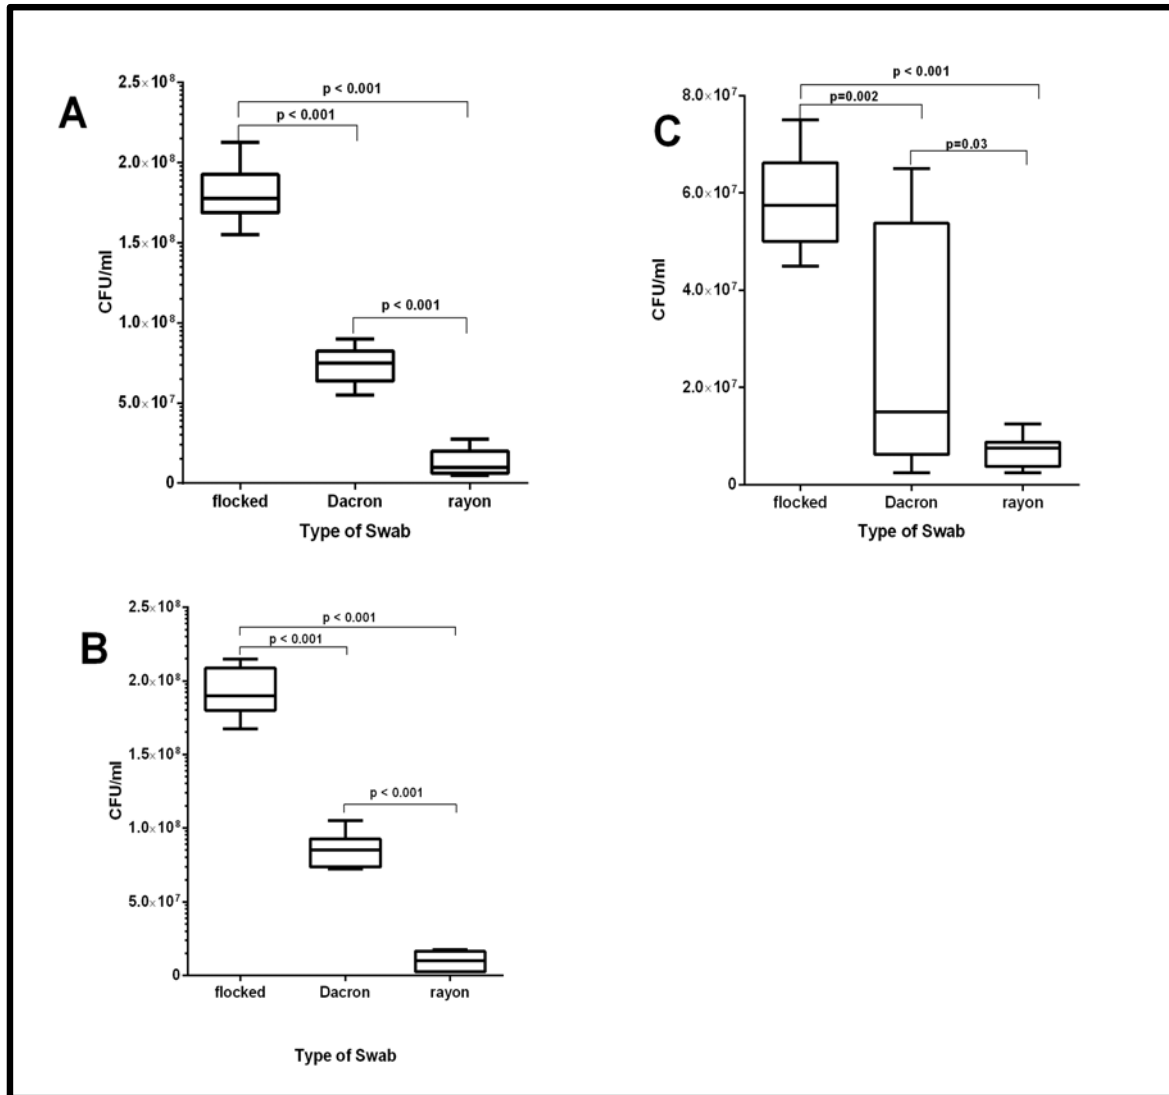 A
2.5×10⁸
2.0×10⁸
1.5×10⁸
1.0×10⁸
5.0×10⁷
0
CFU/ml
p < 0.001
p < 0.001
p < 0.001
flocked Dacron rayon
Type of Swab
C
8.0×10⁷
6.0×10⁷
4.0×10⁷
2.0×10⁷
0
CFU/ml
p < 0.001
p=0.002
p=0.03
flocked Dacron rayon
Type of Swab
B
2.5×10⁸
2.0×10⁸
1.5×10⁸
1.0×10⁸
5.0×10⁷
0
CFU/ml
p < 0.001
p < 0.001
p < 0.001
flocked Dacron rayon
Type of Swab